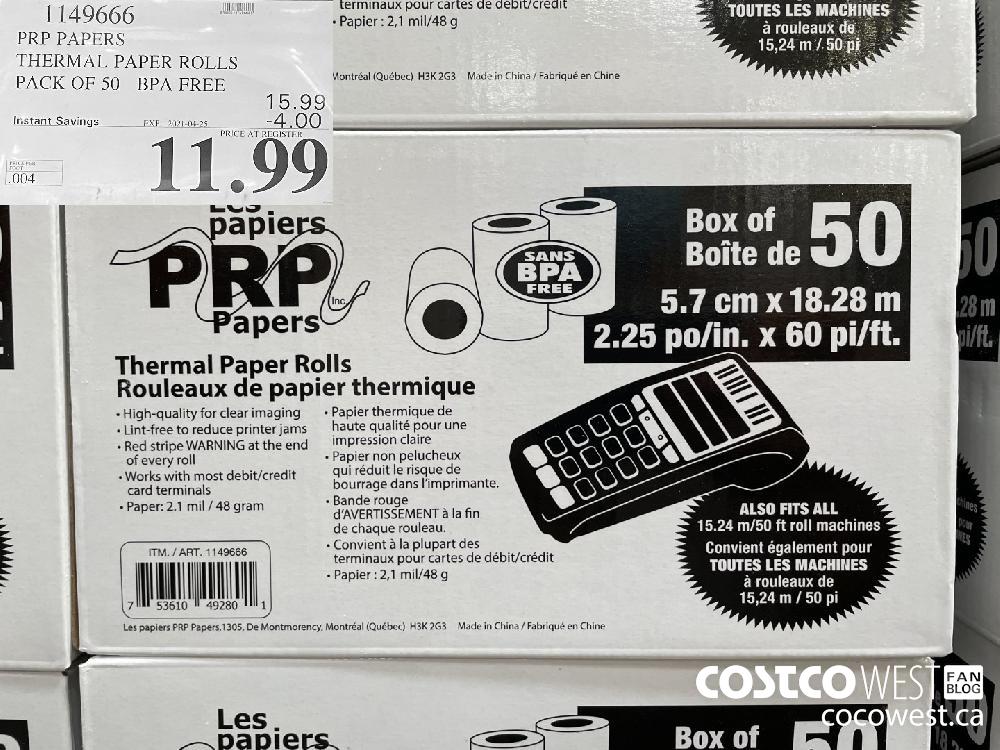 1149666
PRP PAPERS
THERMAL PAPER ROLLS
PACK OF 50 BPA FREE
15.99
Instant Savings EXP. 2021-04-25 -4.00
PRICE AT REGISTER
11.99
PRICE PER
FOOT
.004
terminaux pour cartes de débit/crédit
• Papier : 2,1 mil/48 g
Montréal (Québec) H3K 2G3 Made in China / Fabriqué en Chine
TOUTES LES MACHINES
à rouleaux de
15,24 m / 50 pi
Les
papiers
PRP
Inc.
Papers
SANS
BPA
FREE
Box of
Boîte de 50
5.7 cm x 18.28 m
2.25 po/in. x 60 pi/ft.
Thermal Paper Rolls
Rouleaux de papier thermique
• High-quality for clear imaging
• Lint-free to reduce printer jams
• Red stripe WARNING at the end
of every roll
• Works with most debit/credit
card terminals
• Paper: 2.1 mil / 48 gram
• Papier thermique de
haute qualité pour une
impression claire
• Papier non pelucheux
qui réduit le risque de
bourrage dans l'imprimante.
• Bande rouge
d'AVERTISSEMENT à la fin
de chaque rouleau.
• Convient à la plupart des
terminaux pour cartes de débit/crédit
• Papier : 2,1 mil/48 g
ALSO FITS ALL
15.24 m/50 ft roll machines
Convient également pour
TOUTES LES MACHINES
à rouleaux de
15,24 m / 50 pi
ITM. / ART. 1149666
7 53610 49280 1
Les papiers PRP Papers, 1305, De Montmorency, Montréal (Québec) H3K 2G3 Made in China / Fabriqué en Chine
50
.28 m
pi/ft.
Les
papiers
Box of 50
COSTCO WEST FAN BLOG
cocowest.ca